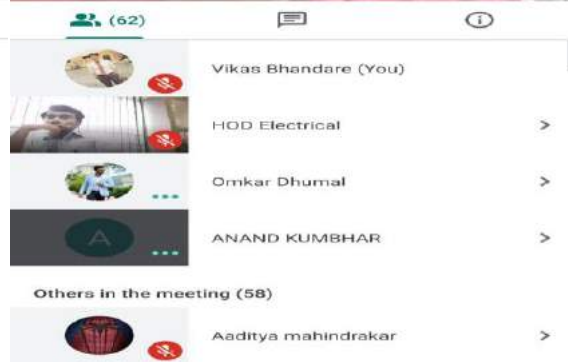 (62)
Vikas Bhandare (You)
HOD Electrical
Omkar Dhumal
A
ANAND KUMBHAR
Others in the meeting (58)
Aaditya mahindrakar